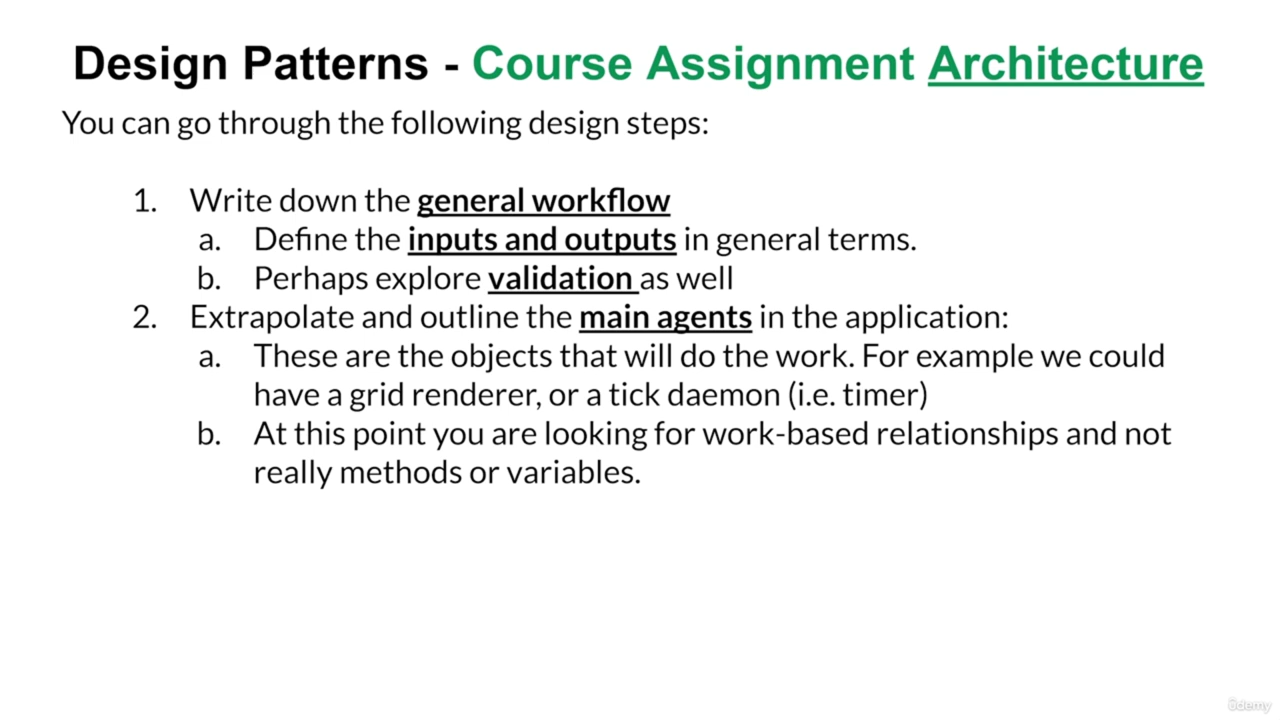 Design Patterns - Course Assignment Architecture
You can go through the following design steps:
1. Write down the general workflow
a. Define the inputs and outputs in general terms.
b. Perhaps explore validation as well
2. Extrapolate and outline the main agents in the application:
a. These are the objects that will do the work. For example we could
have a grid renderer, or a tick daemon (i.e. timer)
b. At this point you are looking for work-based relationships and not
really methods or variables.
ûdemy